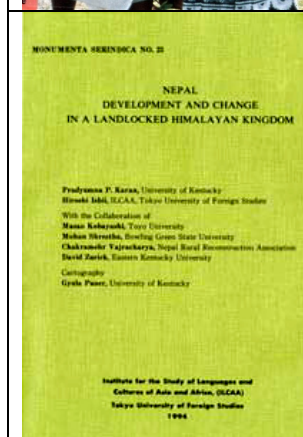 MONUMENTA SERINDICA NO. 25
NEPAL
DEVELOPMENT AND CHANGE
IN A LANDLOCKED HIMALAYAN KINGDOM
Pradyumna P. Karan, University of Kentucky
Hiroshi Ishii, ILCAA, Tokyo University of Foreign Studies
With the Collaboration of
Masao Kobayashi, Toyo University
Mohan Shrestha, Bowling Green State University
Chakramehr Vajracharya, Nepal Rural Reconstruction Association
David Zurick, Eastern Kentucky University
Cartography
Gyula Pauer, University of Kentucky
Institute for the Study of Languages and
Cultures of Asia and Africa, (ILCAA)
Tokyo University of Foreign Studies
1994